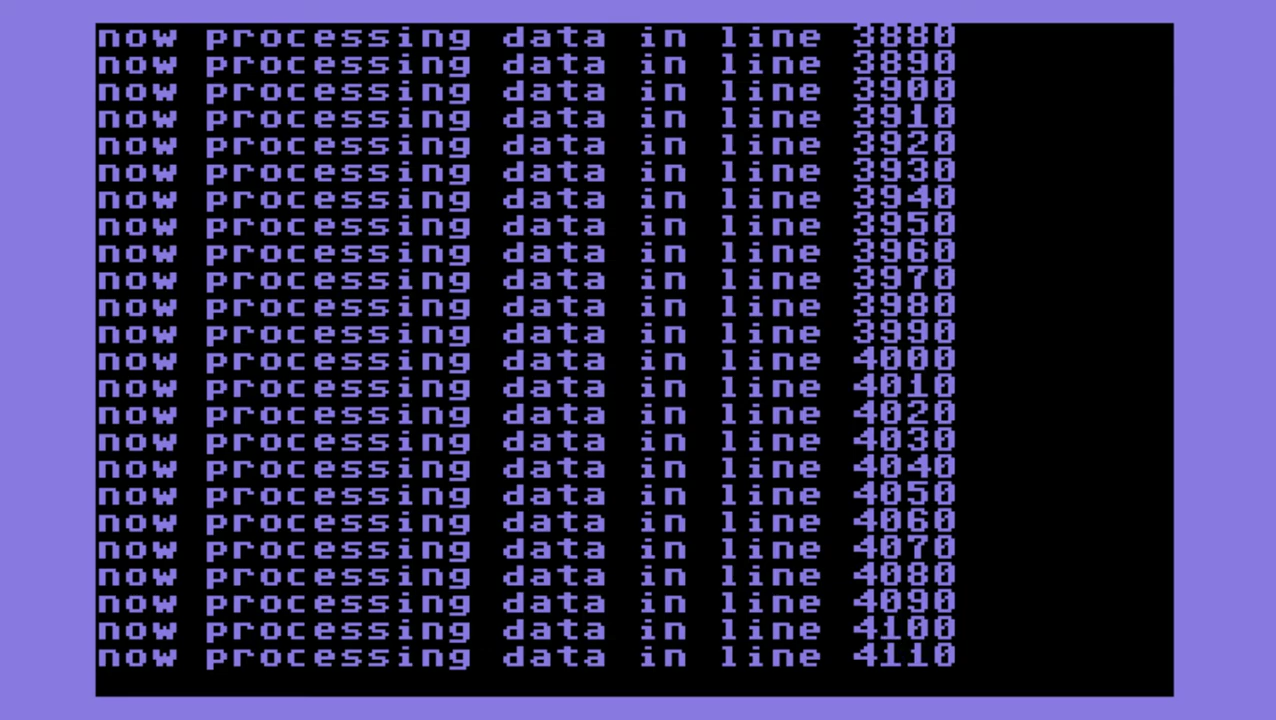 now processing data in line 3880
now processing data in line 3890
now processing data in line 3900
now processing data in line 3910
now processing data in line 3920
now processing data in line 3930
now processing data in line 3940
now processing data in line 3950
now processing data in line 3960
now processing data in line 3970
now processing data in line 3980
now processing data in line 3990
now processing data in line 4000
now processing data in line 4010
now processing data in line 4020
now processing data in line 4030
now processing data in line 4040
now processing data in line 4050
now processing data in line 4060
now processing data in line 4070
now processing data in line 4080
now processing data in line 4090
now processing data in line 4100
now processing data in line 4110